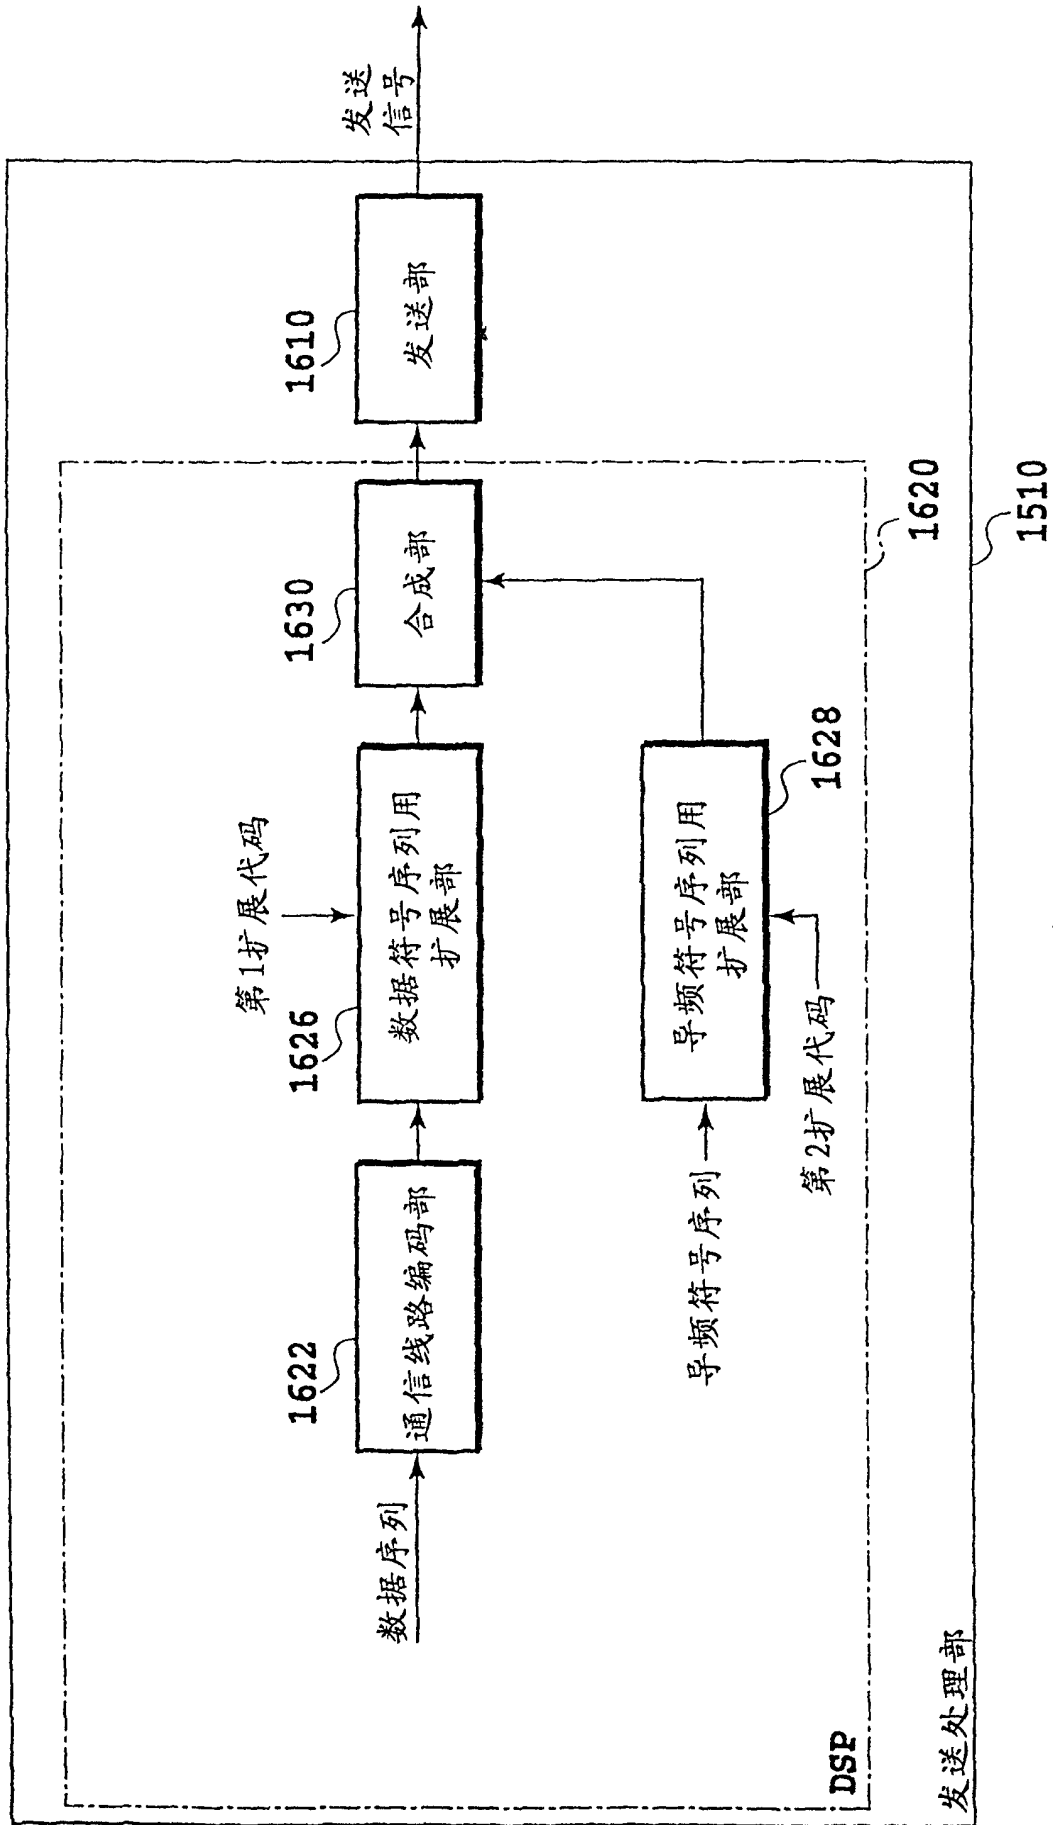 发送
信号
1610
发送部
1630
合成部
1620
1510
第1扩展代码
1626
数据符号序列用
扩展部
1628
导频符号序列用
扩展部
第2扩展代码
1622
通信线路编码部
导频符号序列
数据序列
DSP
发送处理部